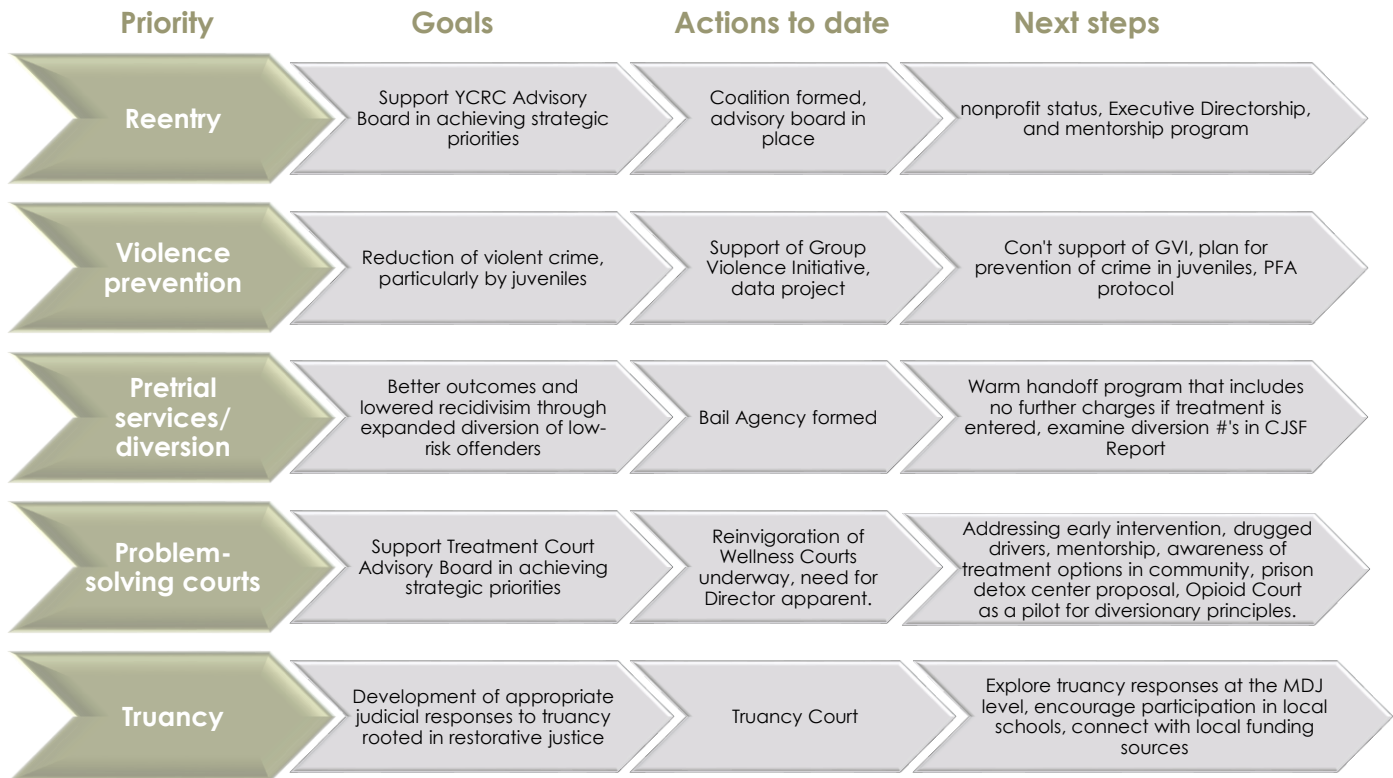 Priority
Goals
Actions to date
Next steps
Reentry
Support YCRC Advisory
Board in achieving strategic
priorities
Coalition formed,
advisory board in
place
nonprofit status, Executive Directorship,
and mentorship program
Violence
prevention
Reduction of violent crime,
particularly by juveniles
Support of Group
Violence Initiative,
data project
Con't support of GVI, plan for
prevention of crime in juveniles, PFA
protocol
Pretrial
services/
diversion
Better outcomes and
lowered recidivisim through
expanded diversion of low-
risk offenders
Bail Agency formed
Warm handoff program that includes
no further charges if treatment is
entered, examine diversion #'s in CJSF
Report
Problem-
solving courts
Support Treatment Court
Advisory Board in achieving
strategic priorities
Reinvigoration of
Wellness Courts
underway, need for
Director apparent.
Addressing early intervention, drugged
drivers, mentorship, awareness of
treatment options in community, prison
detox center proposal, Opioid Court
as a pilot for diversionary principles.
Truancy
Development of appropriate
judicial responses to truancy
rooted in restorative justice
Truancy Court
Explore truancy responses at the MDJ
level, encourage participation in local
schools, connect with local funding
sources